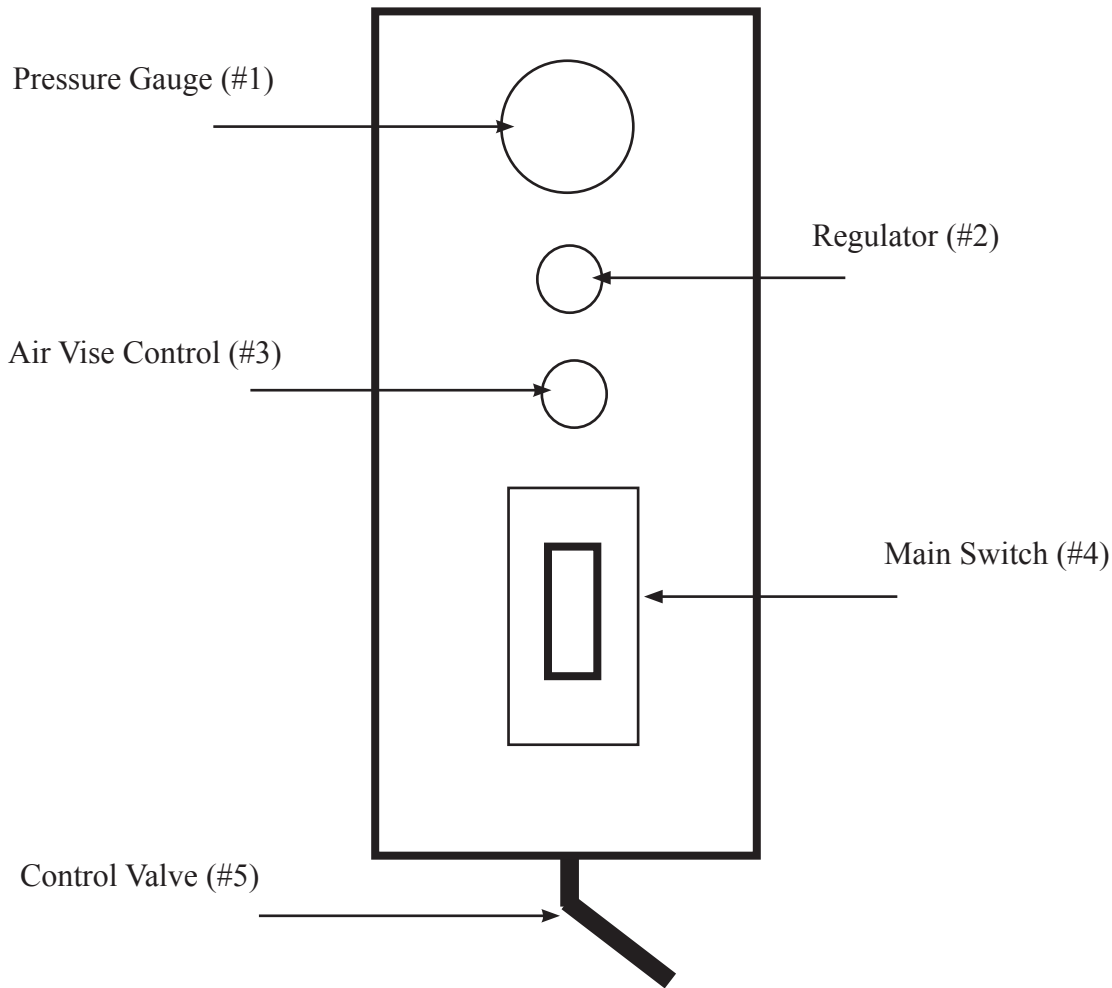 Pressure Gauge (#1)
Regulator (#2)
Air Vise Control (#3)
Main Switch (#4)
Control Valve (#5)